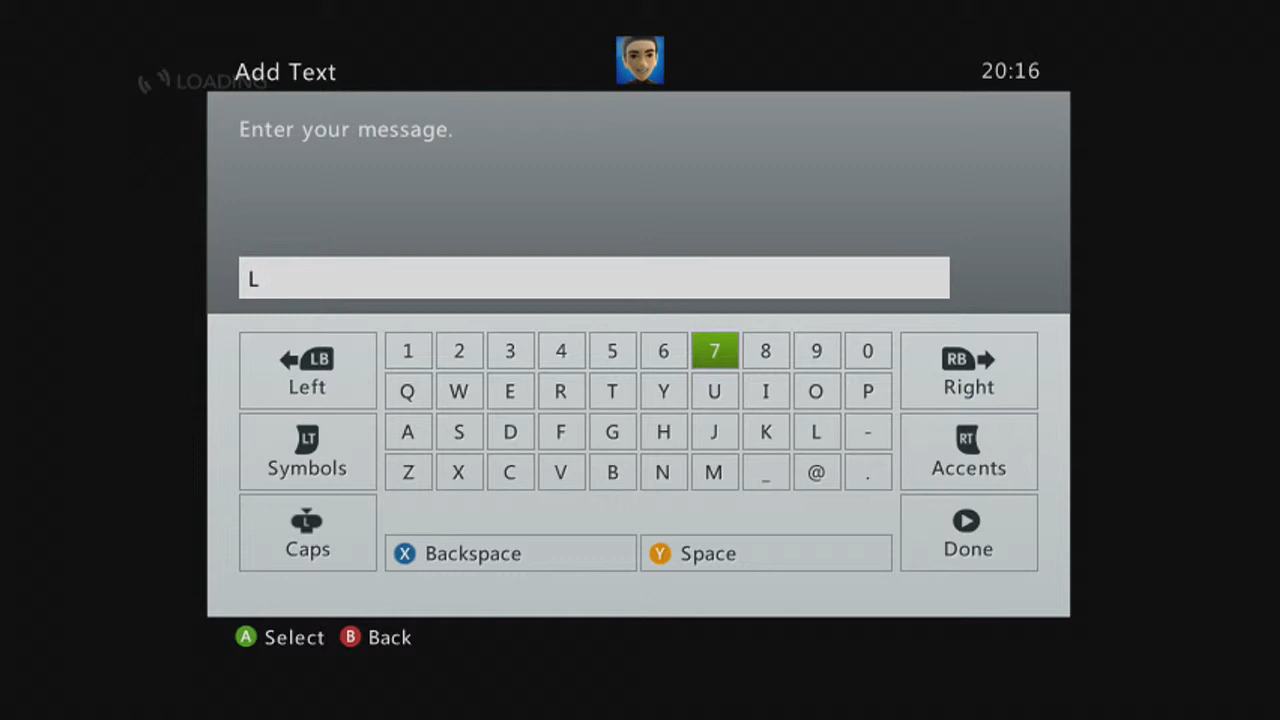 Add Text
20:16
LOADING
Enter your message.
L
LB
Left
1 2 3 4 5 6 7 8 9 0
RB
Right
Q W E R T Y U I O P
LT
Symbols
A S D F G H J K L -
RT
Accents
Z X C V B N M _ @ .
L
Caps
X Backspace
Y Space
Done
A Select B Back